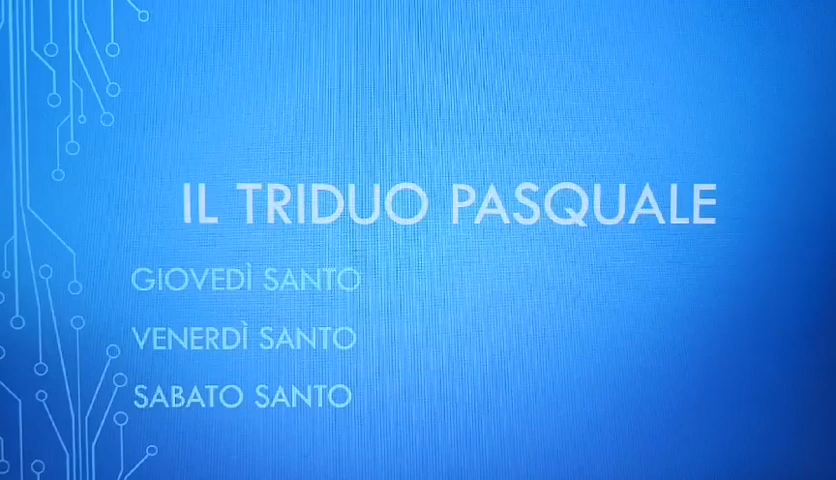 IL TRIDUO PASQUALE
GIOVEDÌ SANTO
VENERDÌ SANTO
SABATO SANTO